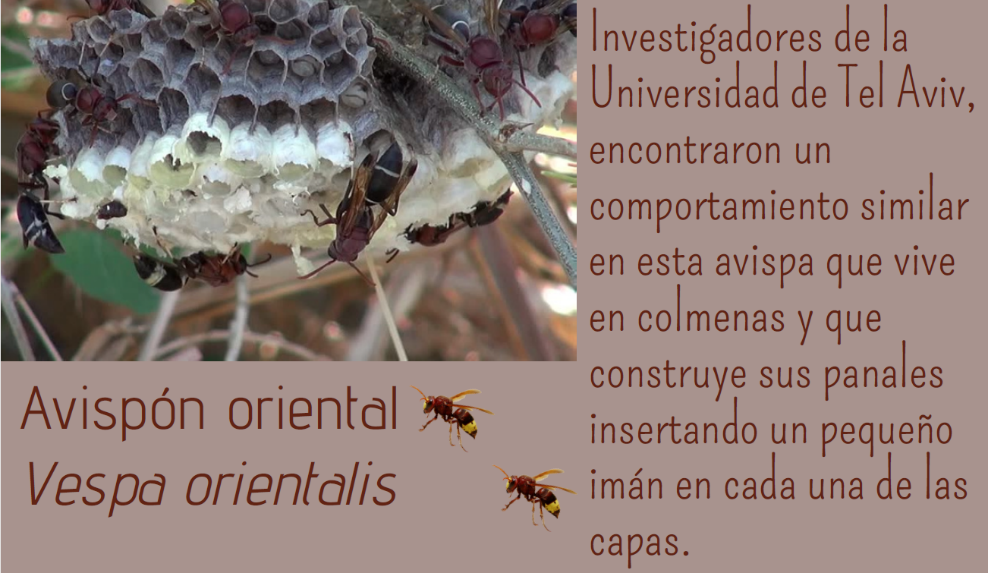 Investigadores de la
Universidad de Tel Aviv,
encontraron un
comportamiento similar
en esta avispa que vive
en colmenas y que
construye sus panales
insertando un pequeño
imán en cada una de las
capas.
Avispón oriental
Vespa orientalis